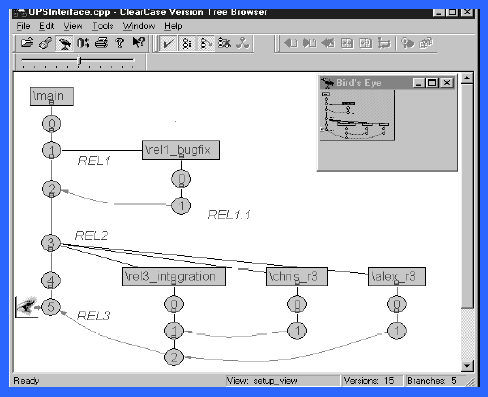 UPSInterface.cpp - ClearCase Version Tree Browser
File Edit View Tools Window Help
Bird's Eye
\main
0
1
REL1
\rel1_bugfix
0
2
1
REL1.1
3
REL2
4
\rel3_integration
\chris_r3
\alex_r3
0
0
0
5
REL3
1
1
1
2
Ready
View: setup_view
Versions: 15
Branches: 5